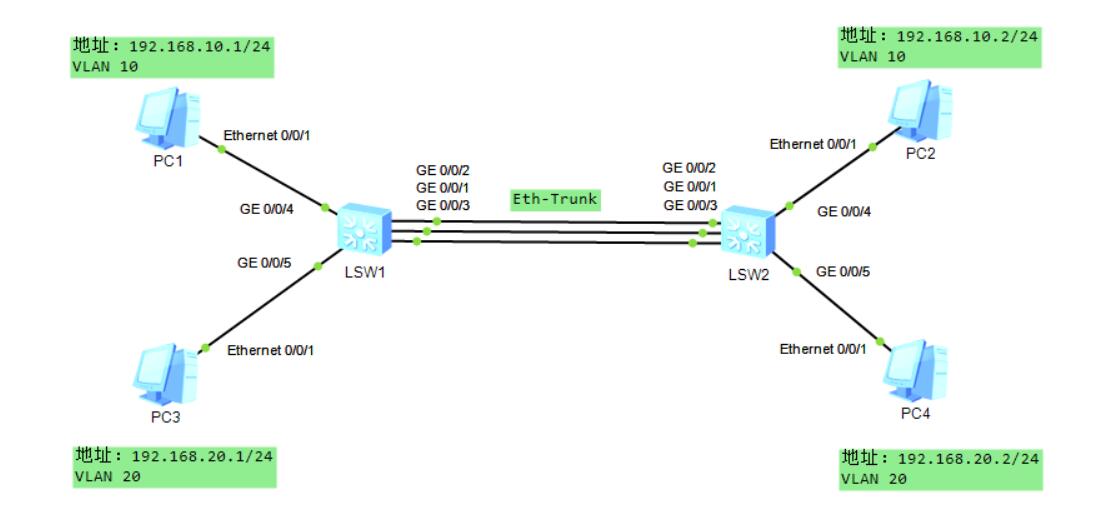 地址: 192.168.10.1/24
VLAN 10
地址: 192.168.10.2/24
VLAN 10
PC1
Ethernet 0/0/1
Ethernet 0/0/1
PC2
GE 0/0/2
GE 0/0/1
GE 0/0/3
Eth-Trunk
GE 0/0/2
GE 0/0/1
GE 0/0/3
GE 0/0/4
GE 0/0/4
GE 0/0/5
LSW1
LSW2
GE 0/0/5
Ethernet 0/0/1
Ethernet 0/0/1
PC3
PC4
地址: 192.168.20.1/24
VLAN 20
地址: 192.168.20.2/24
VLAN 20